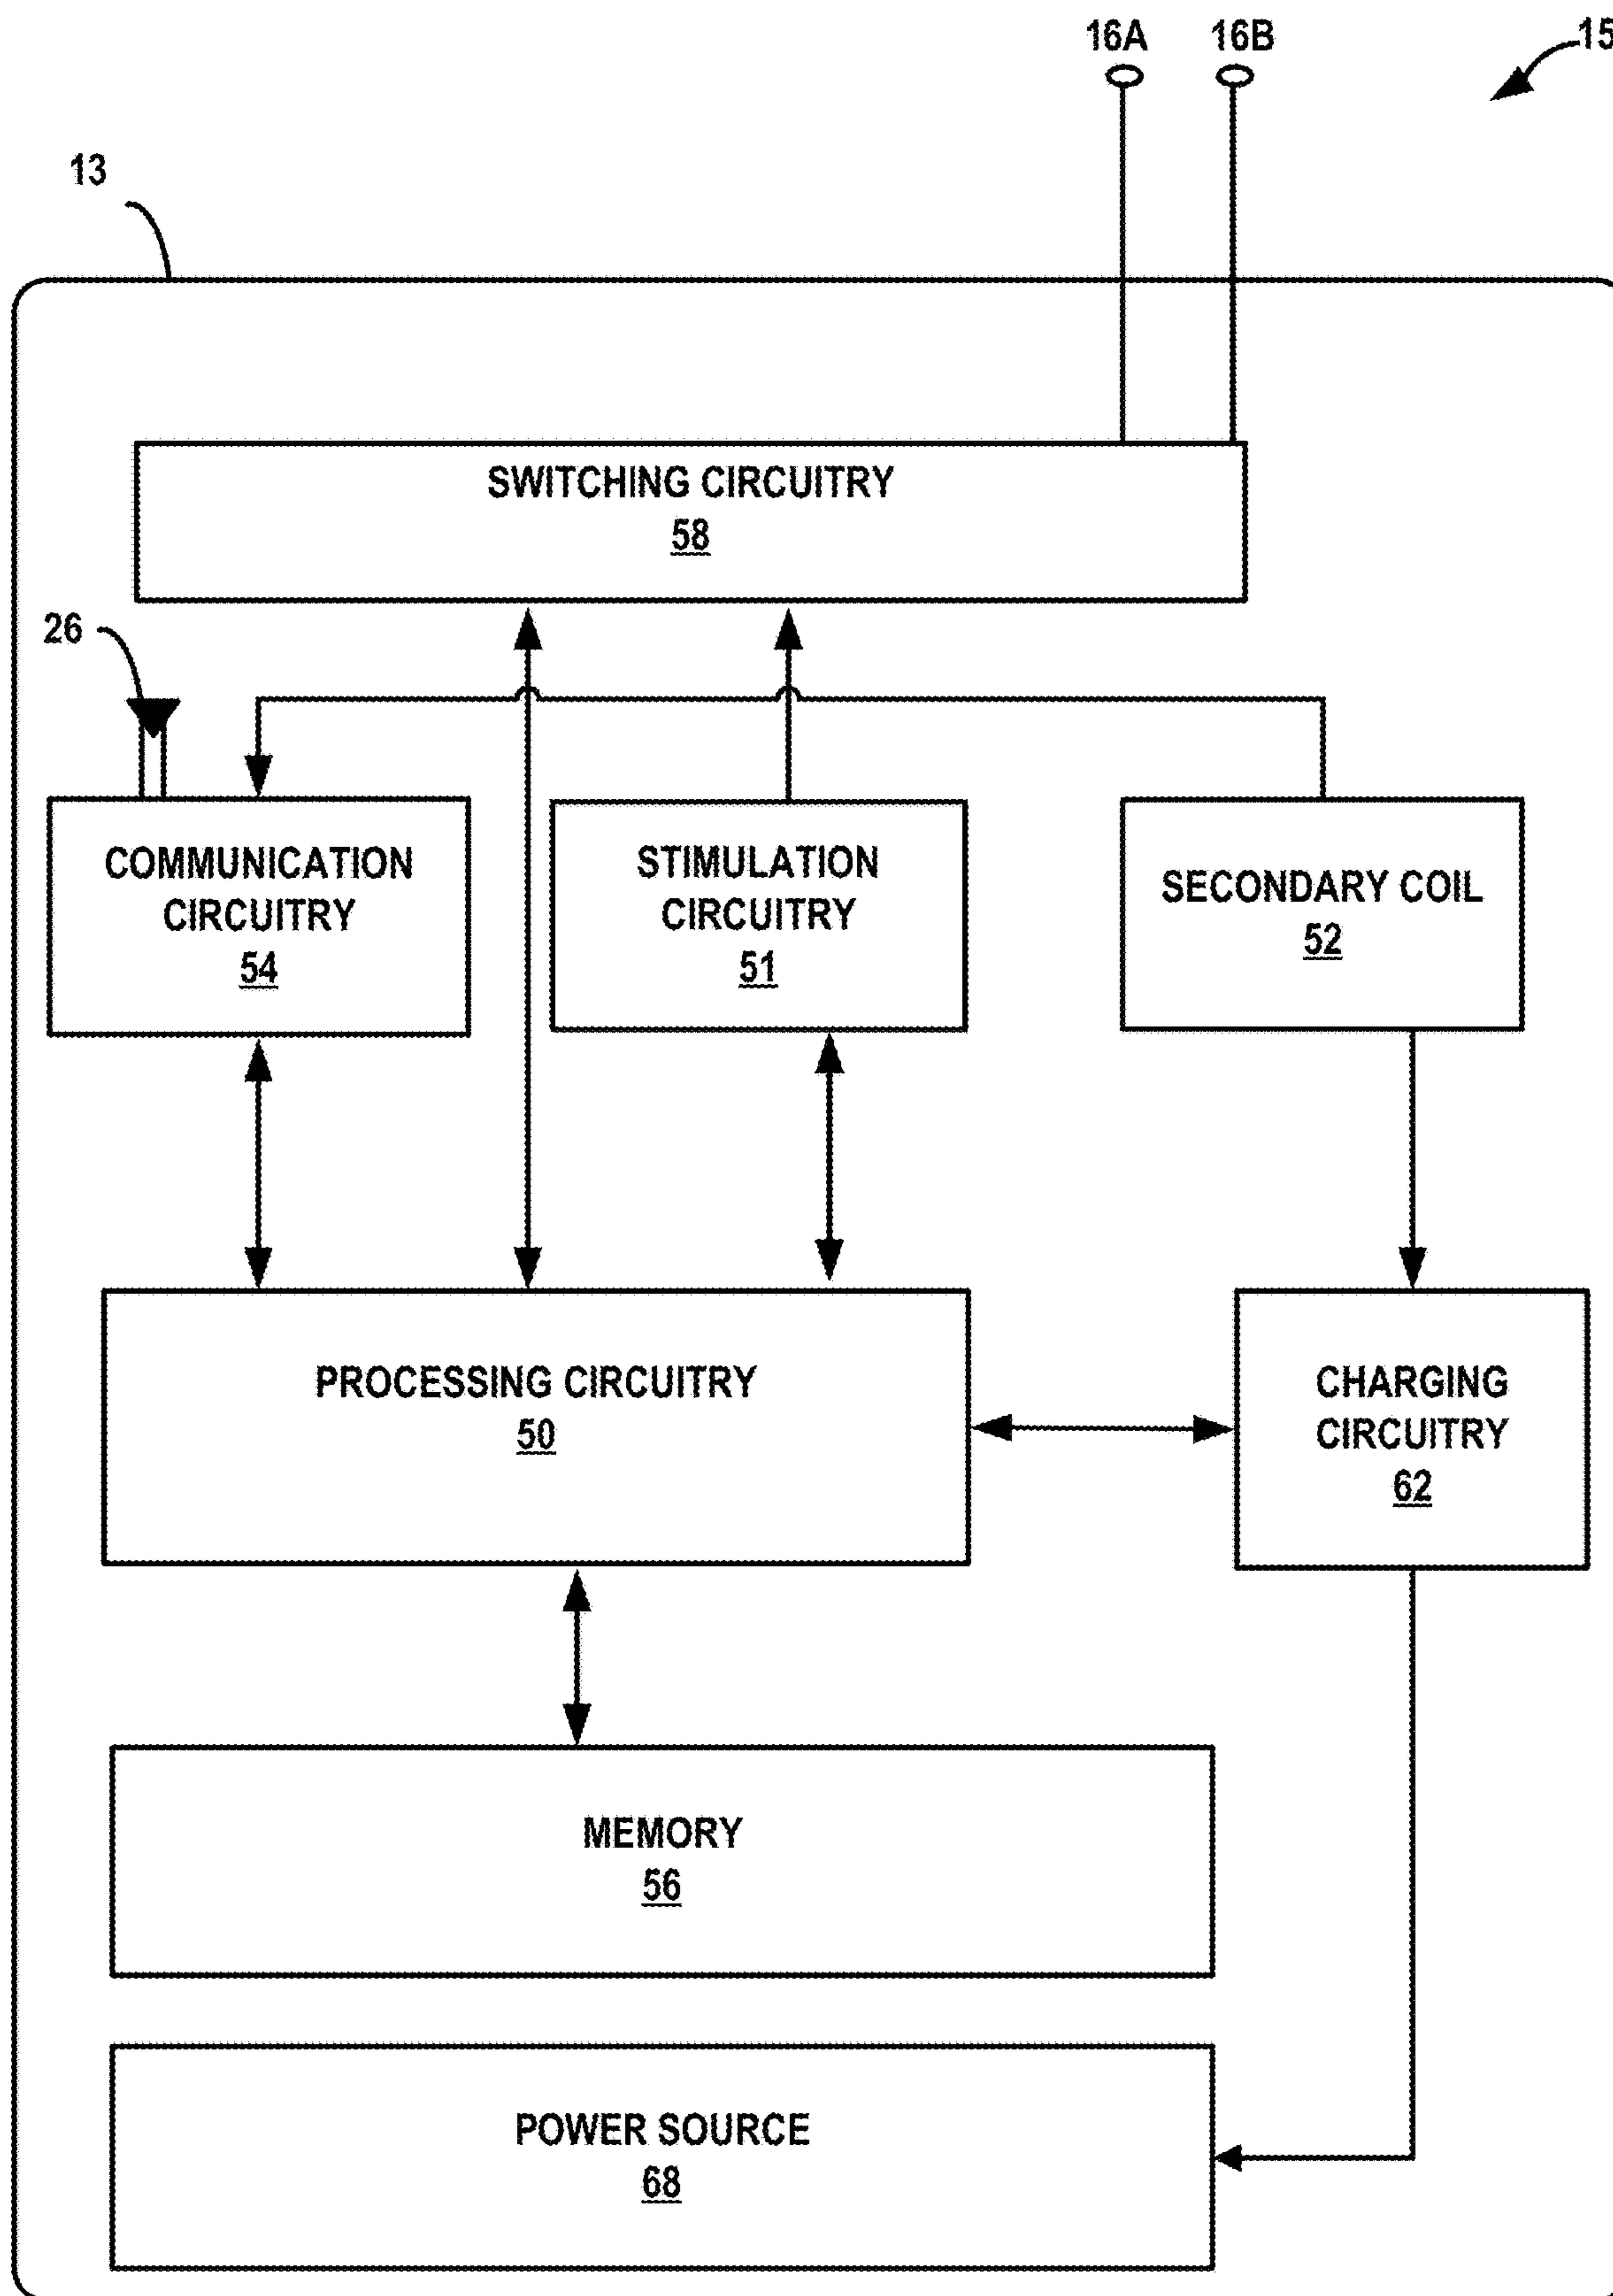 16A 16B
15
13
SWITCHING CIRCUITRY
58
26
COMMUNICATION
CIRCUITRY
54
STIMULATION
CIRCUITRY
51
SECONDARY COIL
52
PROCESSING CIRCUITRY
50
CHARGING
CIRCUITRY
62
MEMORY
56
POWER SOURCE
68